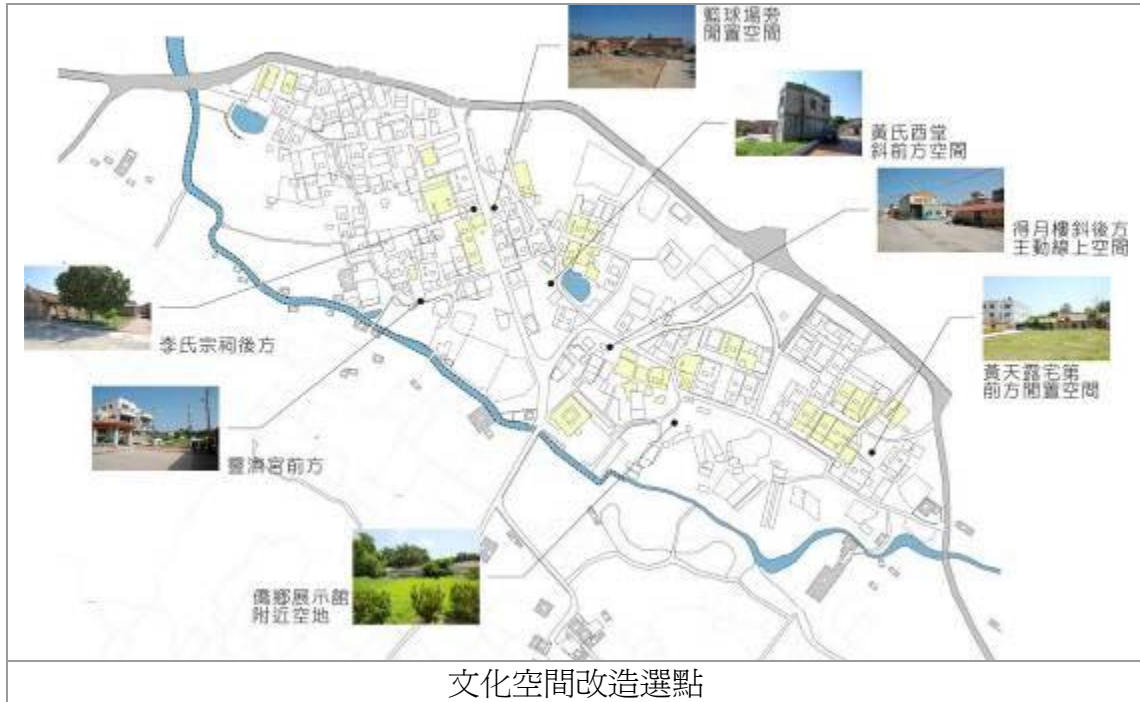 籃球場旁
閒置空間
黃氏酉堂
斜前方空間
得月樓斜後方
主動線上空間
黃天露宅第
前方閒置空間
李氏宗祠後方
靈濟宮前方
僑鄉展示館
附近空地
文化空間改造選點